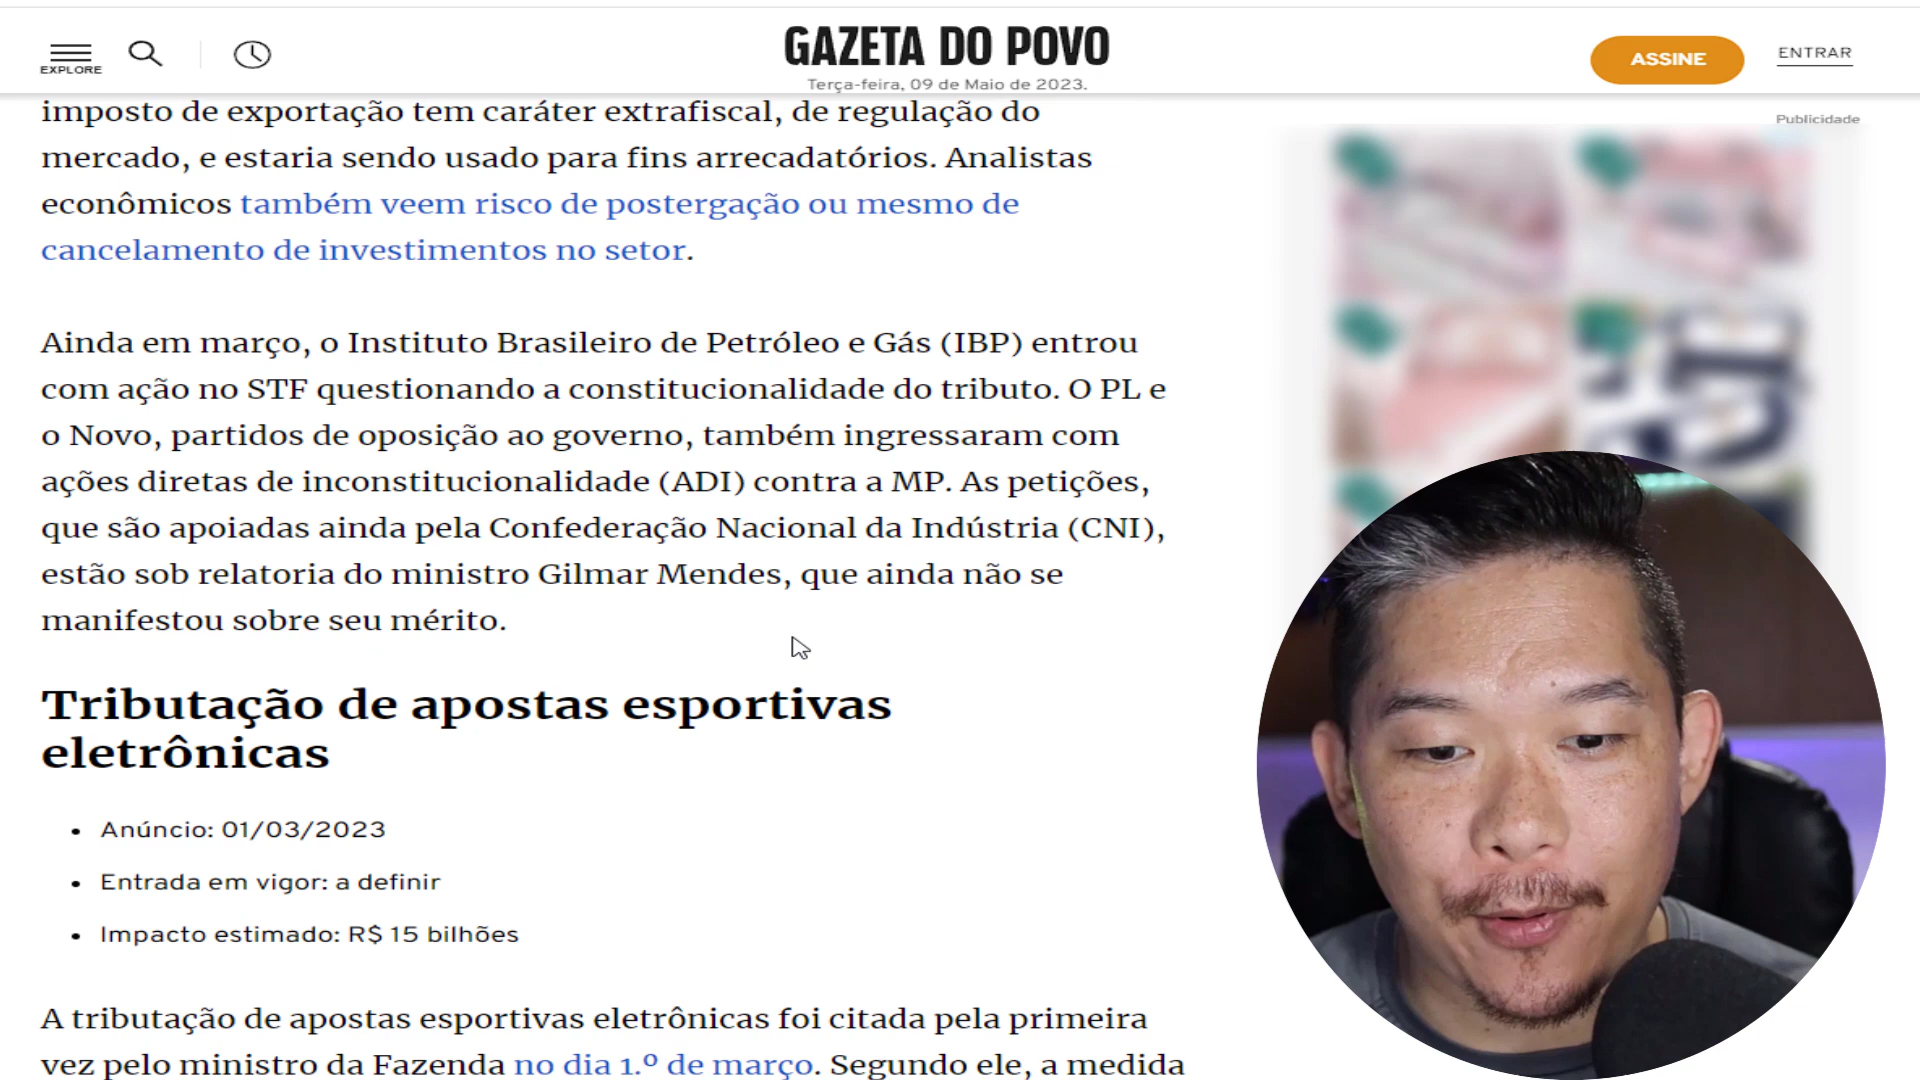 EXPLORE
GAZETA DO POVO
Terça-feira, 09 de Maio de 2023.
ASSINE
ENTRAR
Publicidade
imposto de exportação tem caráter extrafiscal, de regulação do
mercado, e estaria sendo usado para fins arrecadatórios. Analistas
econômicos também veem risco de postergação ou mesmo de
cancelamento de investimentos no setor.
Ainda em março, o Instituto Brasileiro de Petróleo e Gás (IBP) entrou
com ação no STF questionando a constitucionalidade do tributo. O PL e
o Novo, partidos de oposição ao governo, também ingressaram com
ações diretas de inconstitucionalidade (ADI) contra a MP. As petições,
que são apoiadas ainda pela Confederação Nacional da Indústria (CNI),
estão sob relatoria do ministro Gilmar Mendes, que ainda não se
manifestou sobre seu mérito.
Tributação de apostas esportivas
eletrônicas
• Anúncio: 01/03/2023
• Entrada em vigor: a definir
• Impacto estimado: R$ 15 bilhões
A tributação de apostas esportivas eletrônicas foi citada pela primeira
vez pelo ministro da Fazenda no dia 1.º de março. Segundo ele, a medida